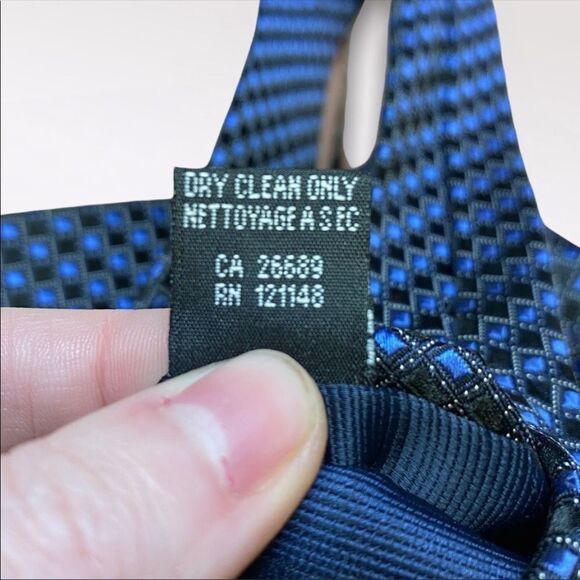 DRY CLEAN ONLY
NETTOYAGE A SEC
CA 26689
RN 121148